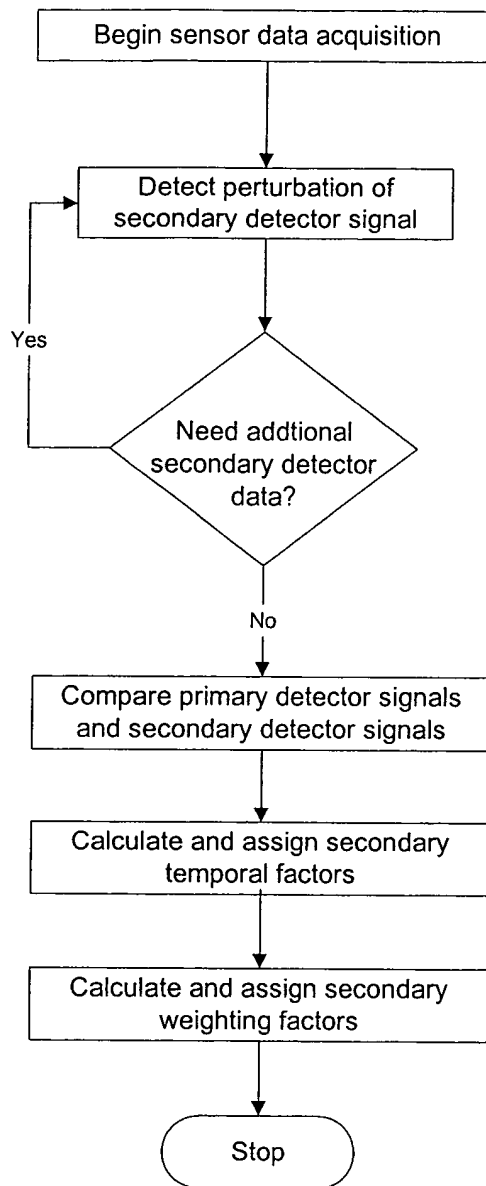 Begin sensor data acquisition
Detect perturbation of
secondary detector signal
Yes
Need addtional
secondary detector
data?
No
Compare primary detector signals
and secondary detector signals
Calculate and assign secondary
temporal factors
Calculate and assign secondary
weighting factors
Stop